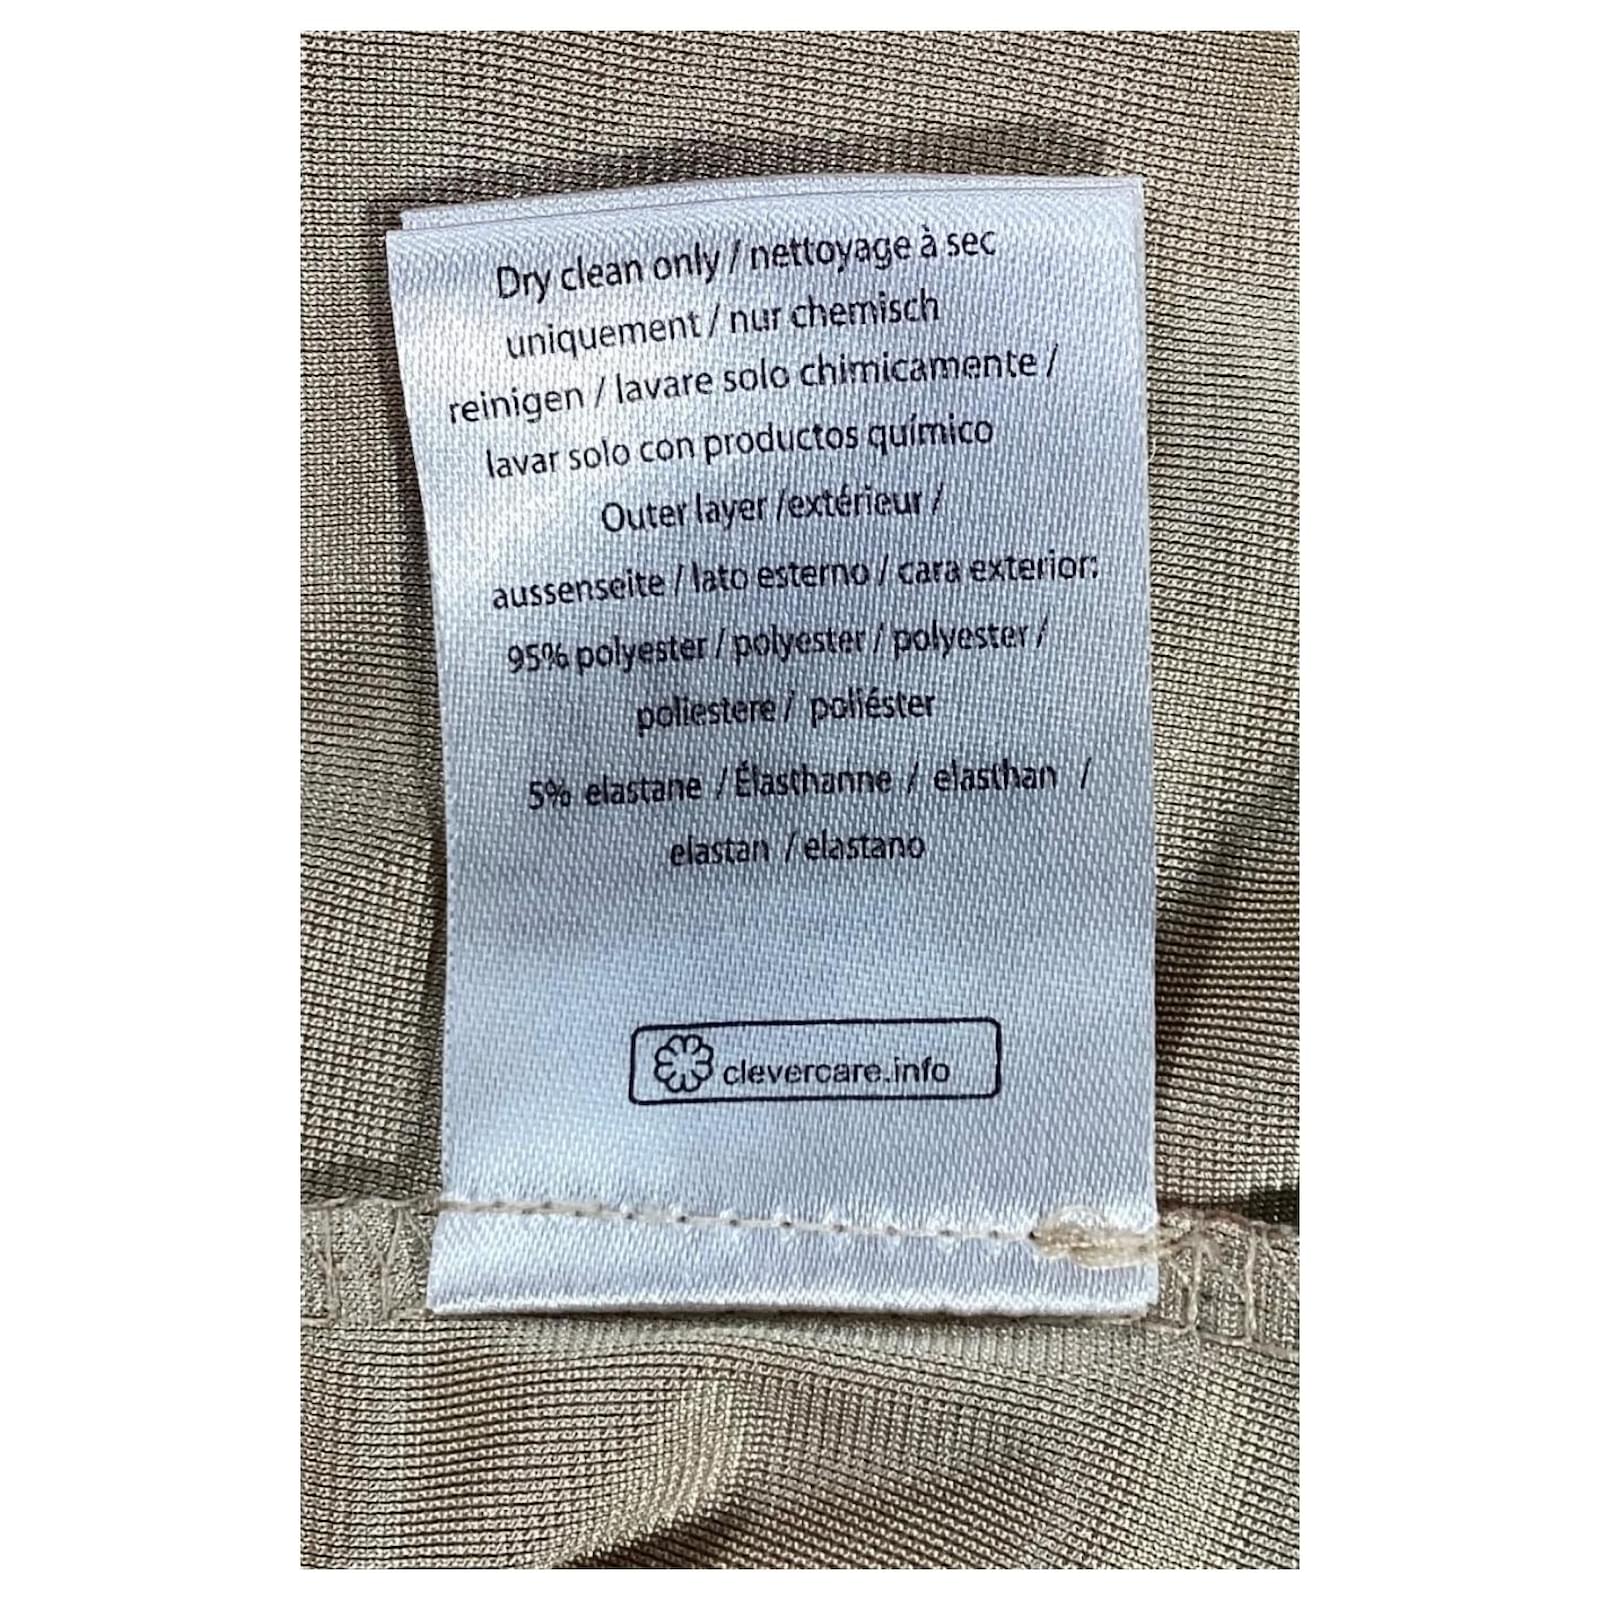 Dry clean only / nettoyage à sec
uniquement / nur chemisch
reinigen / lavare solo chimicamente /
lavar solo con productos químico
Outer layer /extérieur /
aussenseite / lato esterno / cara exterior:
95% polyester / polyester / polyester /
poliestere / poliéster
5% elastane / Élasthanne / elasthan /
elastan / elastano
clevercare.info